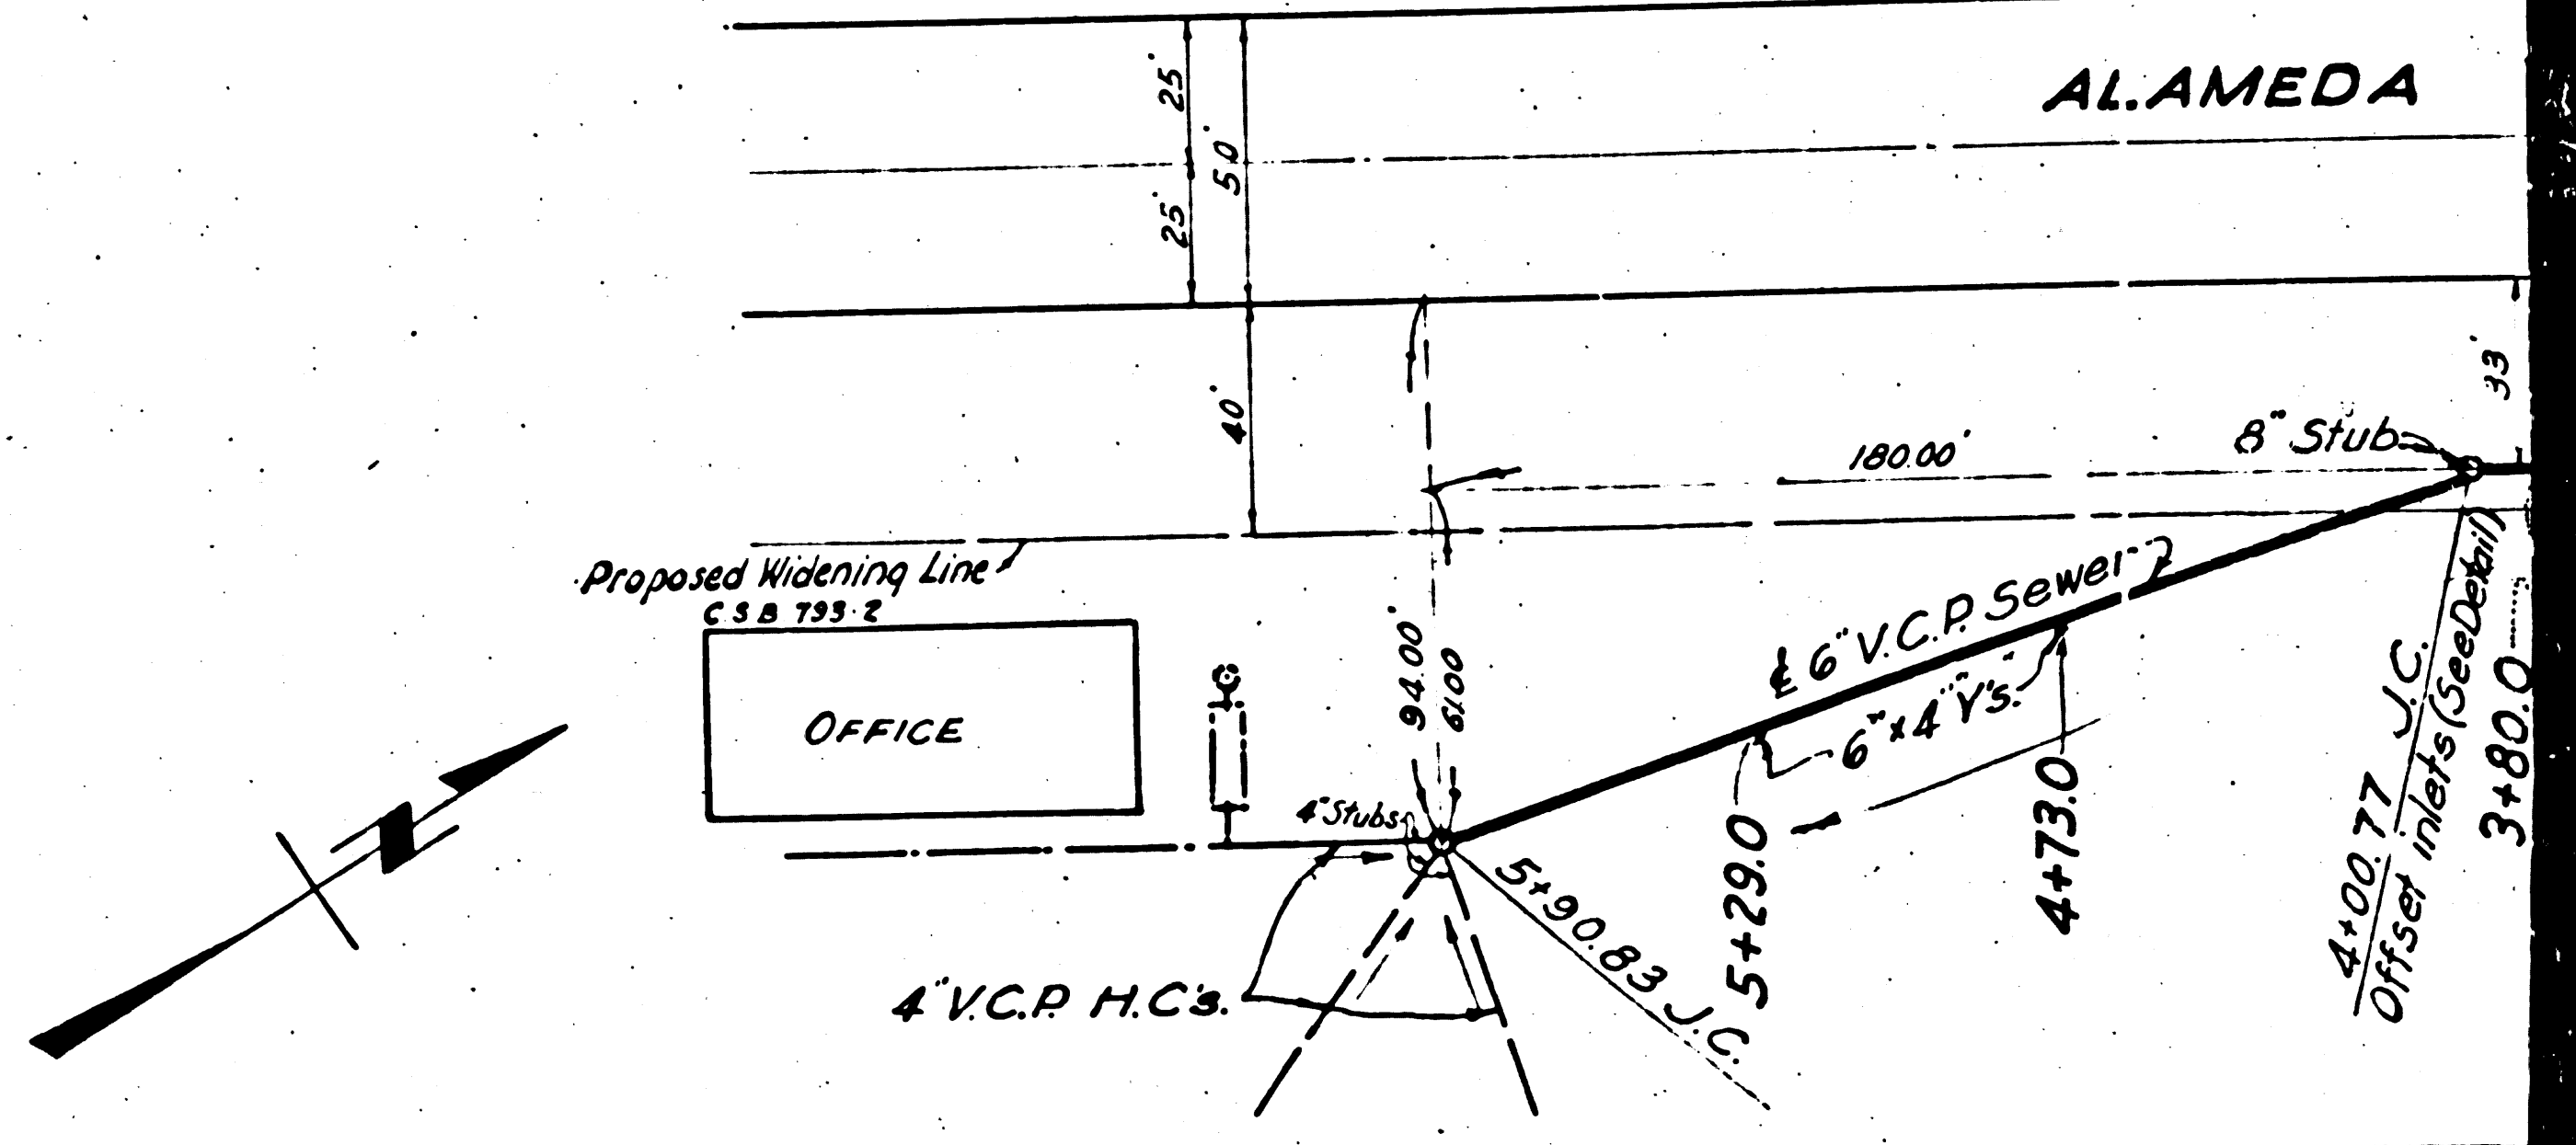 ALAMEDA
25'
50'
25'
40'
33'
180.00'
8" Stub
Proposed Widening Line
C.S.B. 793-2
OFFICE
94.00'
61.00
℄ 6" V.C.P. Sewer
6" x 4" Y's.
4" Stubs
4" V.C.P. H.C's.
5+90.83 J.C.
5+29.0
4+73.0
4+00.77 J.C.
Offset inlets (See Detail)
3+80.0